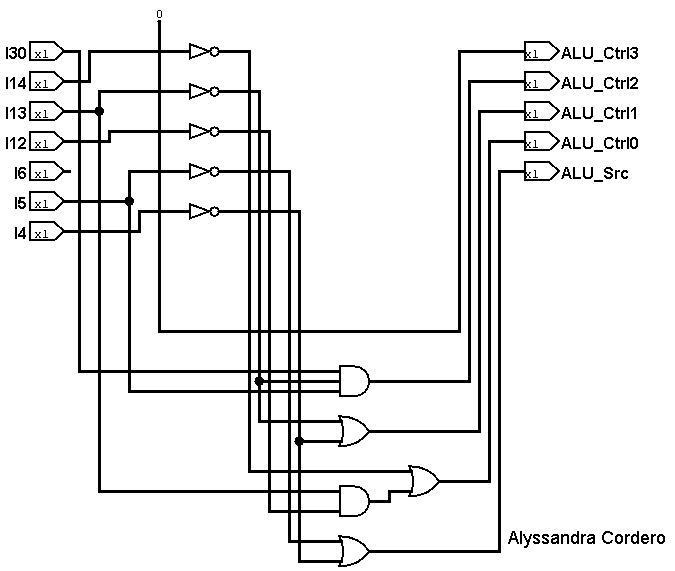 0
I30 x1
I14 x1
I13 x1
I12 x1
I6 x1
I5 x1
I4 x1
x1 ALU_Ctrl3
x1 ALU_Ctrl2
x1 ALU_Ctrl1
x1 ALU_Ctrl0
x1 ALU_Src
Alyssandra Cordero